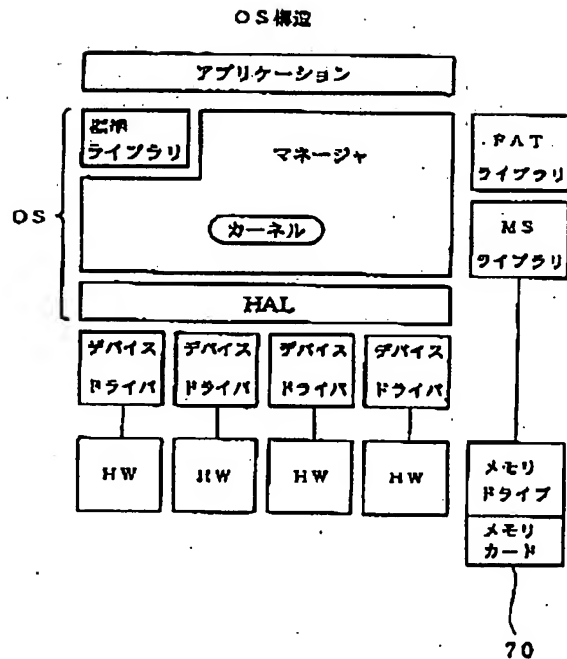 OS構造
アプリケーション
標準
ライブラリ
マネージャ
カーネル
OS
HAL
FAT
ライブラリ
MS
ライブラリ
デバイス
ドライバ
デバイス
ドライバ
デバイス
ドライバ
デバイス
ドライバ
HW
HW
HW
HW
メモリ
ドライブ
メモリ
カード
70